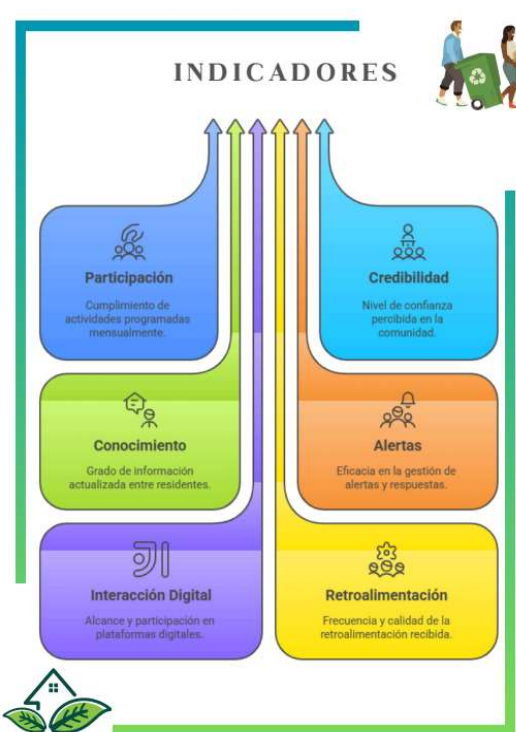 INDICADORES
Participación
Cumplimiento de
actividades programadas
mensualmente.
Credibilidad
Nivel de confianza
percibida en la
comunidad.
Conocimiento
Grado de información
actualizada entre residentes.
Alertas
Eficacia en la gestión de
alertas y respuestas.
Interacción Digital
Alcance y participación en
plataformas digitales.
Retroalimentación
Frecuencia y calidad de la
retroalimentación recibida.